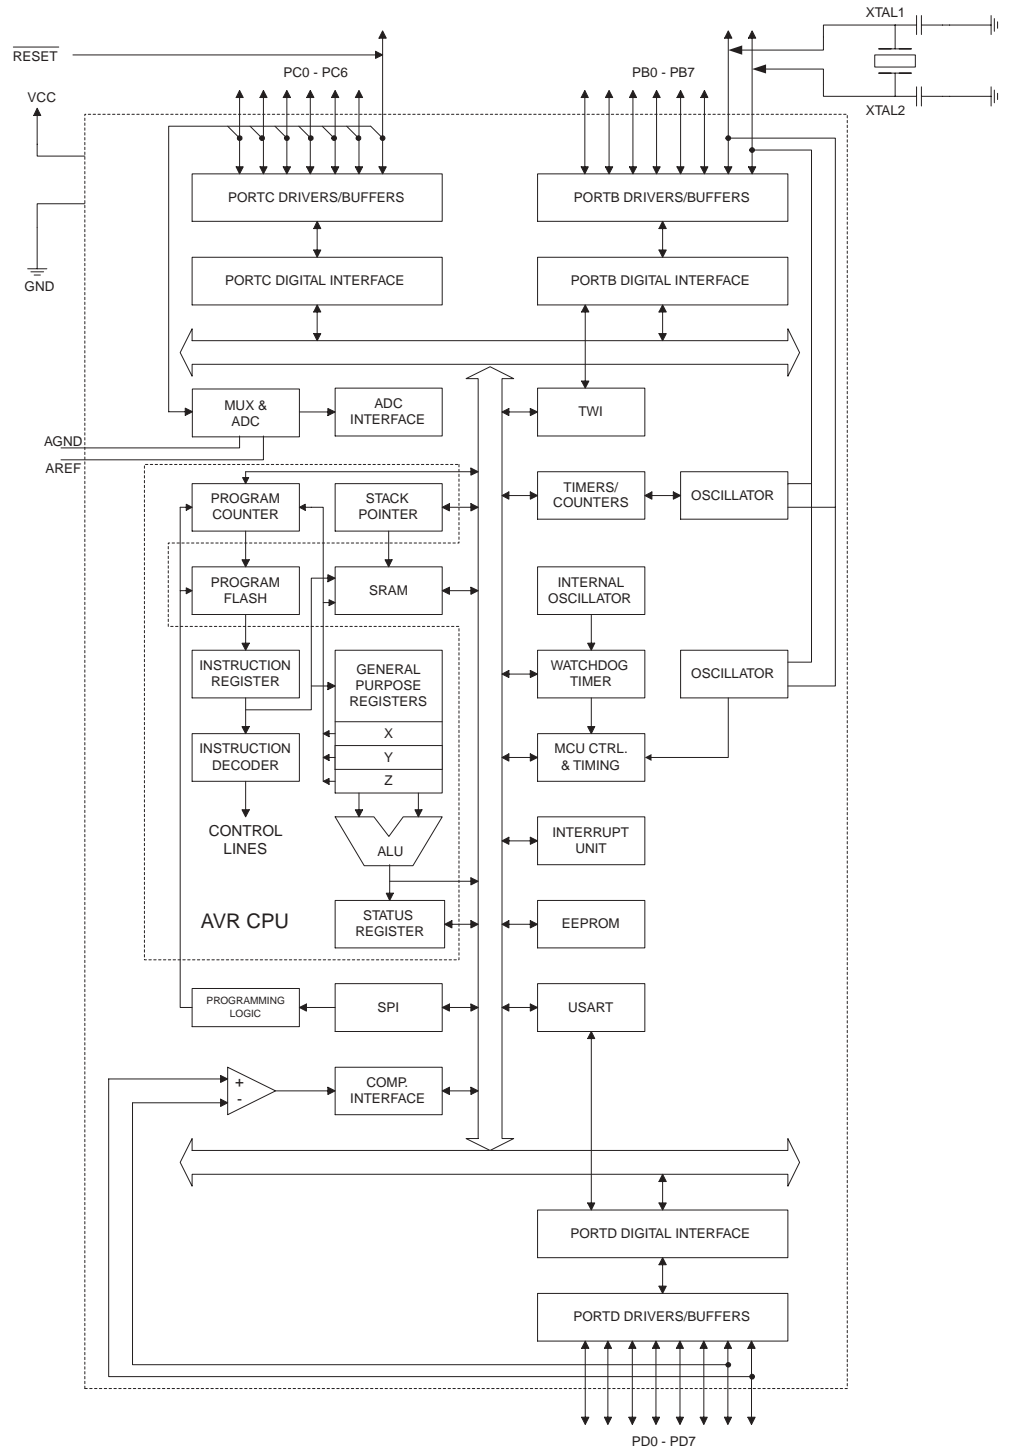 XTAL1
RESET
PC0 - PC6
PB0 - PB7
VCC
XTAL2
PORTC DRIVERS/BUFFERS
PORTB DRIVERS/BUFFERS
PORTC DIGITAL INTERFACE
PORTB DIGITAL INTERFACE
GND
MUX &
ADC
ADC
INTERFACE
TWI
AGND
AREF
PROGRAM
COUNTER
STACK
POINTER
TIMERS/
COUNTERS
OSCILLATOR
PROGRAM
FLASH
SRAM
INTERNAL
OSCILLATOR
INSTRUCTION
REGISTER
GENERAL
PURPOSE
REGISTERS
WATCHDOG
TIMER
OSCILLATOR
X
Y
Z
INSTRUCTION
DECODER
MCU CTRL.
& TIMING
CONTROL
LINES
ALU
INTERRUPT
UNIT
AVR CPU
STATUS
REGISTER
EEPROM
PROGRAMMING
LOGIC
SPI
USART
+
-
COMP.
INTERFACE
PORTD DIGITAL INTERFACE
PORTD DRIVERS/BUFFERS
PD0 - PD7